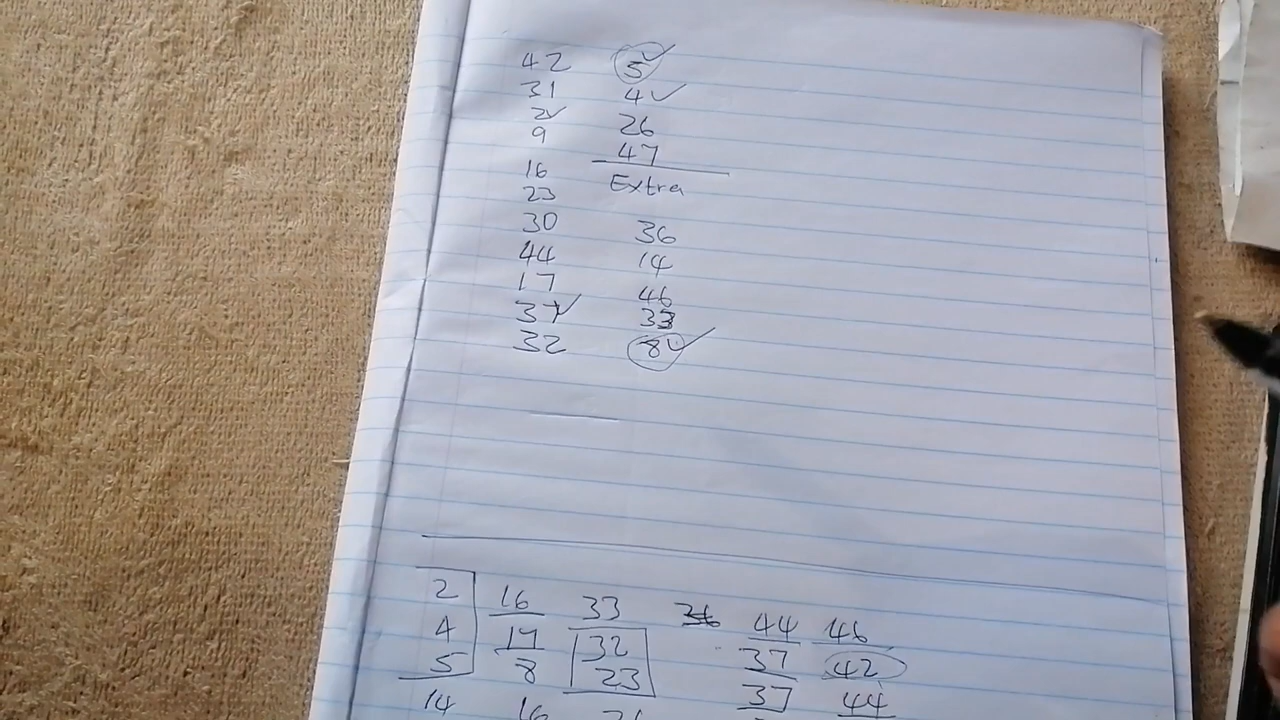 42 5
31 4
2 26
9 47
16 Extra
23
30 36
44 14
17 46
37 33
32 8
2 16 33 36 44 46
4 17 32 37 42
5 8 23 37 44
14 16